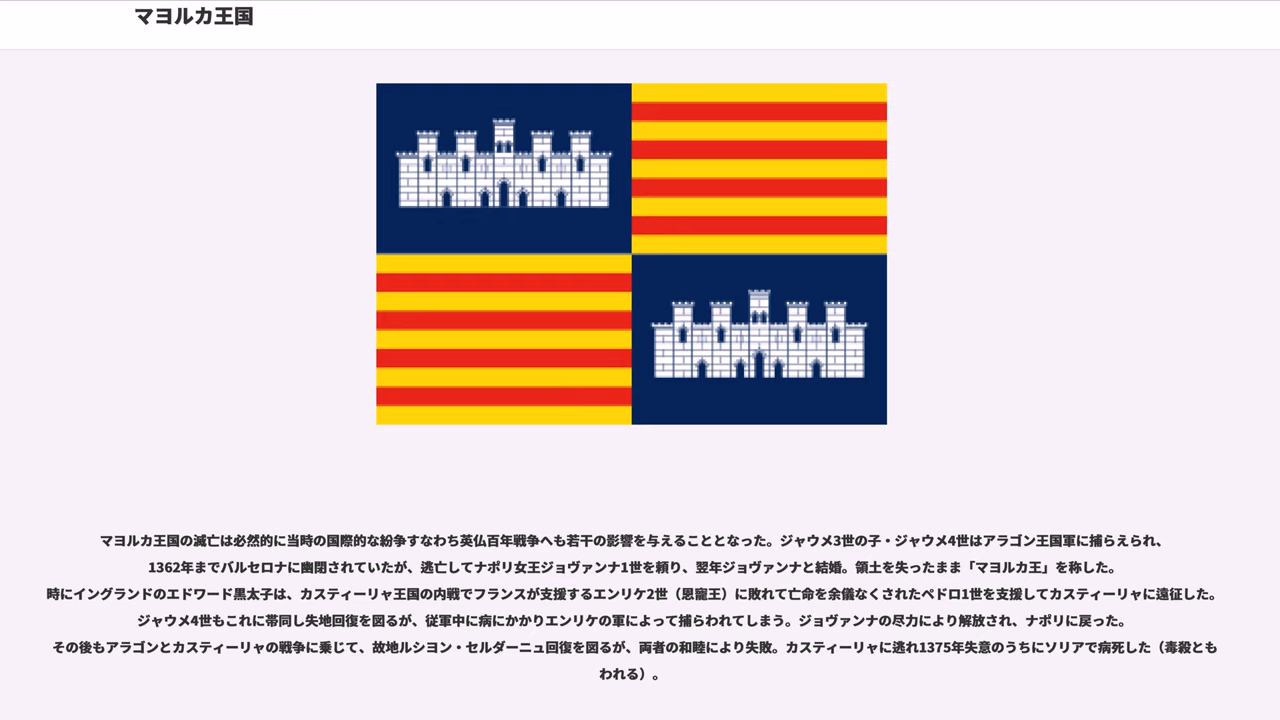 マヨルカ王国
マヨルカ王国の滅亡は必然的に当時の国際的な紛争すなわち英仏百年戦争へも若干の影響を与えることとなった。ジャウメ3世の子・ジャウメ4世はアラゴン王国軍に捕らえられ、
1362年までバルセロナに幽閉されていたが、逃亡してナポリ女王ジョヴァンナ1世を頼り、翌年ジョヴァンナと結婚。領土を失ったまま「マヨルカ王」を称した。
時にイングランドのエドワード黒太子は、カスティーリャ王国の内戦でフランスが支援するエンリケ2世（恩寵王）に敗れて亡命を余儀なくされたペドロ1世を支援してカスティーリャに遠征した。
ジャウメ4世もこれに帯同し失地回復を図るが、従軍中に病にかかりエンリケの軍によって捕らわれてしまう。ジョヴァンナの尽力により解放され、ナポリに戻った。
その後もアラゴンとカスティーリャの戦争に乗じて、故地ルシヨン・セルダーニュ回復を図るが、両者の和睦により失敗。カスティーリャに逃れ1375年失意のうちにソリアで病死した（毒殺とも
われる）。